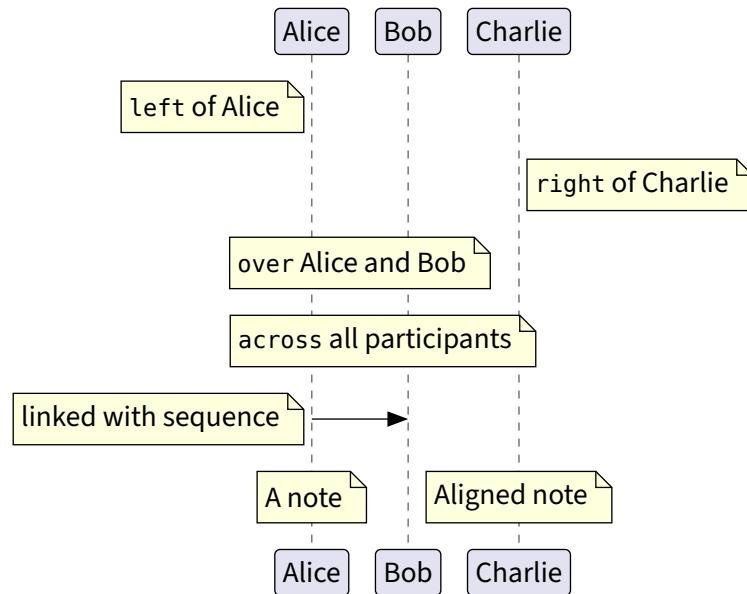 Alice Bob Charlie
left of Alice
right of Charlie
over Alice and Bob
across all participants
linked with sequence
A note Aligned note
Alice Bob Charlie